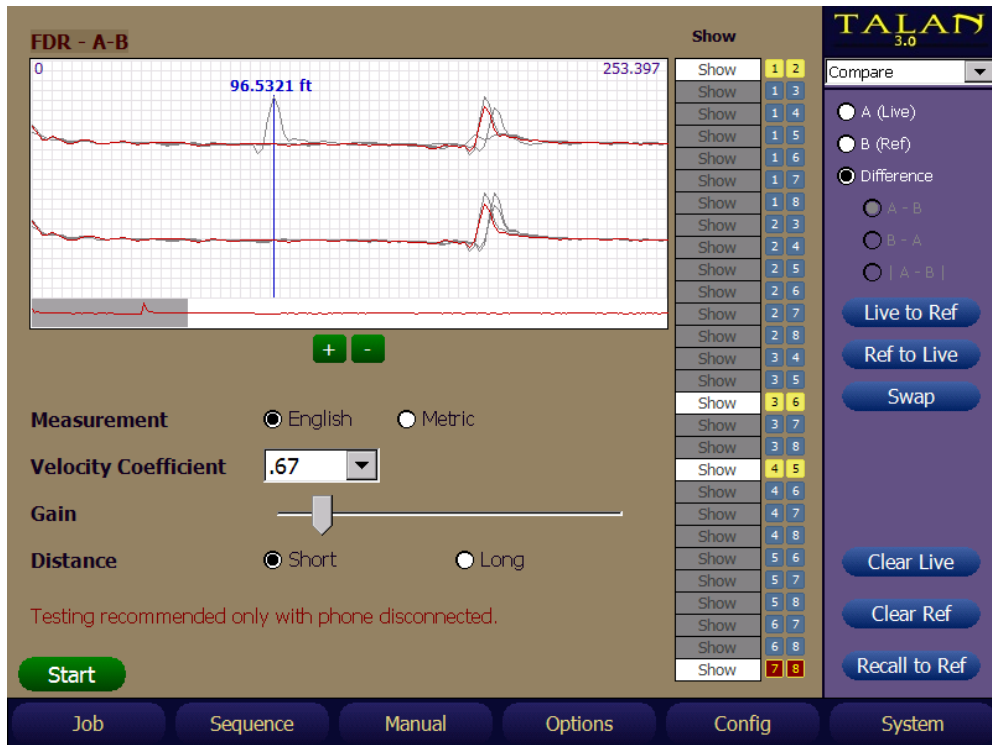 FDR - A-B
Show
TALAN
3.0
0
253.397
96.5321 ft
Show 1 2
Show 1 3
Show 1 4
Show 1 5
Show 1 6
Show 1 7
Show 1 8
Show 2 3
Show 2 4
Show 2 5
Show 2 6
Show 2 7
Show 2 8
Show 3 4
Show 3 5
Show 3 6
Show 3 7
Show 3 8
Show 4 5
Show 4 6
Show 4 7
Show 4 8
Show 5 6
Show 5 7
Show 5 8
Show 6 7
Show 6 8
Show 7 8
Compare
A (Live)
B (Ref)
Difference
A - B
B - A
| A - B |
Live to Ref
Ref to Live
Swap
+ -
Measurement English Metric
Velocity Coefficient .67
Gain
Distance Short Long
Testing recommended only with phone disconnected.
Start
Clear Live
Clear Ref
Recall to Ref
Job Sequence Manual Options Config System